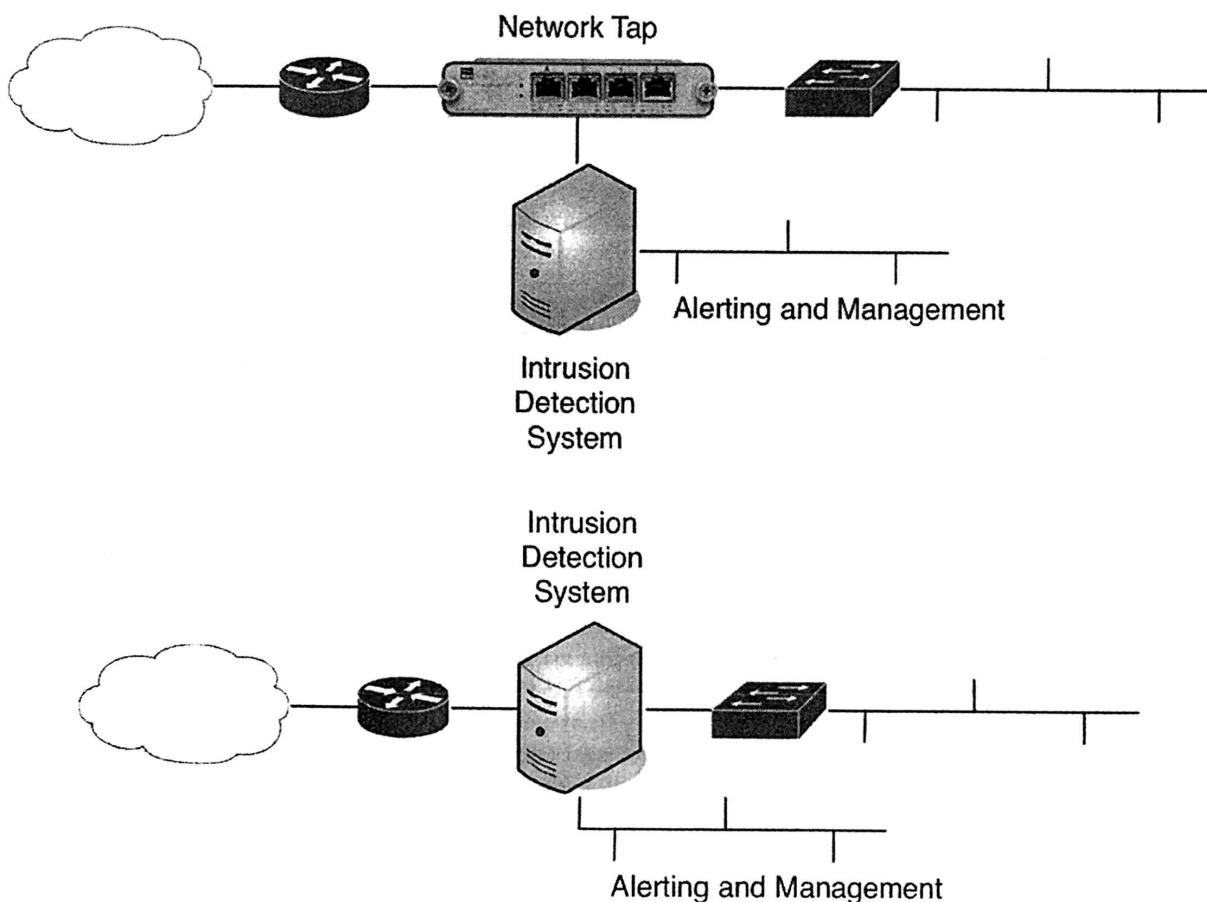 Network Tap
Alerting and Management
Intrusion
Detection
System
Intrusion
Detection
System
Alerting and Management